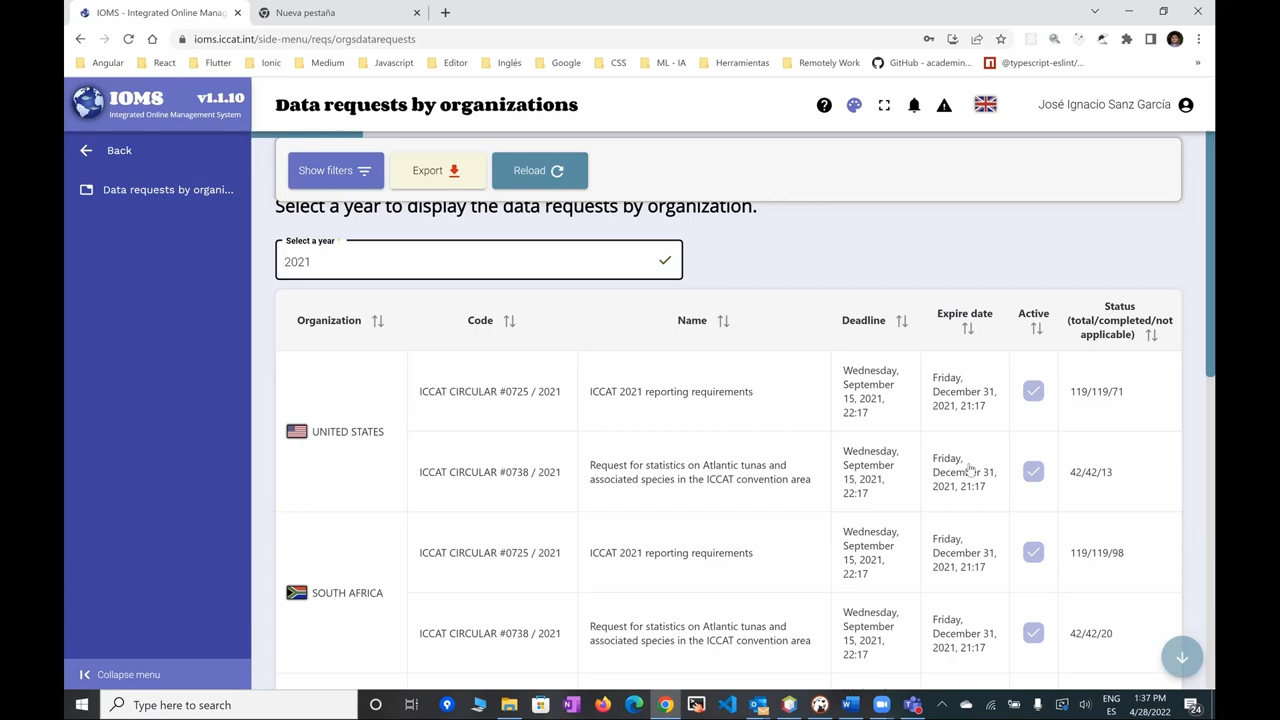 IOMS - Integrated Online Manag
Nueva pestaña
ioms.iccat.int/side-menu/reqs/orgsdatarequests
Angular
React
Flutter
Ionic
Medium
Javascript
Editor
Inglés
Google
CSS
ML - IA
Herramientas
Remotely Work
GitHub - academin...
@typescript-eslint/...
»
IOMS v1.1.10
Integrated Online Management System
Data requests by organizations
José Ignacio Sanz García
Back
Data requests by organi...
Show filters
Export
Reload
Select a year to display the data requests by organization.
Select a year *
2021
Organization
Code
Name
Deadline
Expire date
Active
Status
(total/completed/not
applicable)
UNITED STATES
ICCAT CIRCULAR #0725 / 2021
ICCAT 2021 reporting requirements
Wednesday,
September
15, 2021,
22:17
Friday,
December 31,
2021, 21:17
119/119/71
ICCAT CIRCULAR #0738 / 2021
Request for statistics on Atlantic tunas and
associated species in the ICCAT convention area
Wednesday,
September
15, 2021,
22:17
Friday,
December 31,
2021, 21:17
42/42/13
SOUTH AFRICA
ICCAT CIRCULAR #0725 / 2021
ICCAT 2021 reporting requirements
Wednesday,
September
15, 2021,
22:17
Friday,
December 31,
2021, 21:17
119/119/98
ICCAT CIRCULAR #0738 / 2021
Request for statistics on Atlantic tunas and
associated species in the ICCAT convention area
Wednesday,
September
15, 2021,
22:17
Friday,
December 31,
2021, 21:17
42/42/20
Collapse menu
Type here to search
ENG
ES
1:37 PM
4/28/2022
24